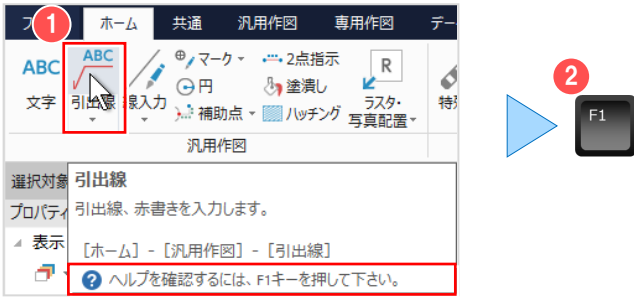 1
ホーム 共通 汎用作図 専用作図 デー
ABC
文字
ABC
引出線
線入力
マーク
円
補助点
2点指示
塗潰し
ハッチング
R
ラスタ・
写真配置
特
汎用作図
選択対象
プロパティ
表示
引出線
引出線、赤書きを入力します。
[ホーム] - [汎用作図] - [引出線]
? ヘルプを確認するには、F1キーを押して下さい。
2
F1